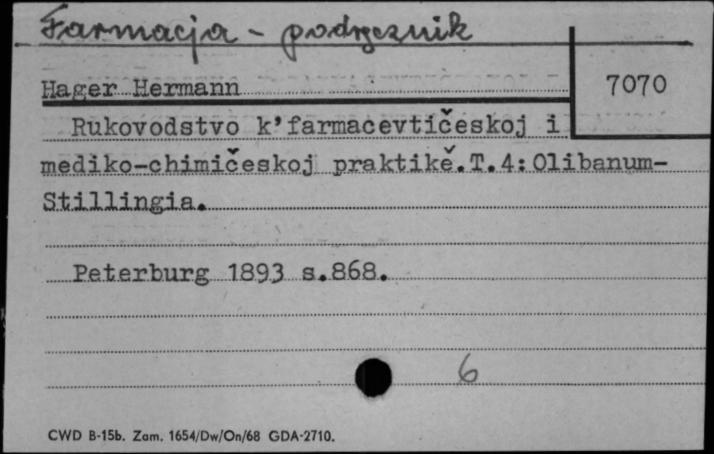 Farmacja - podręcznik
Hager Hermann
7070
Rukovodstvo k'farmacevtičeskoj i
mediko-chimičeskoj praktikě.T.4:Olibanum-
Stillingia.
Peterburg 1893 s.868.
6
CWD B-15b. Zam. 1654/Dw/On/68 GDA-2710.